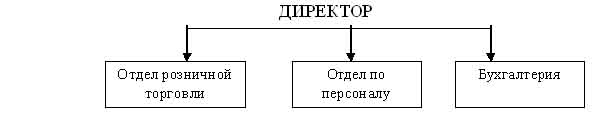 ДИРЕКТОР
Отдел розничной
торговли
Отдел по
персоналу
Бухгалтерия